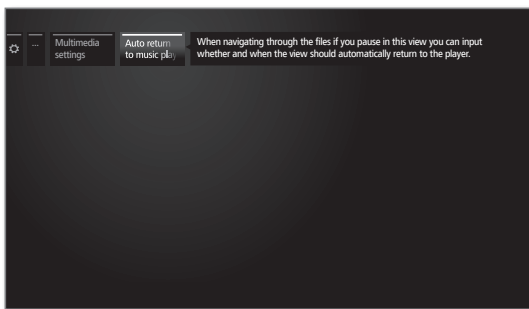 ...
Multimedia
settings
Auto return
to music play
When navigating through the files if you pause in this view you can input
whether and when the view should automatically return to the player.